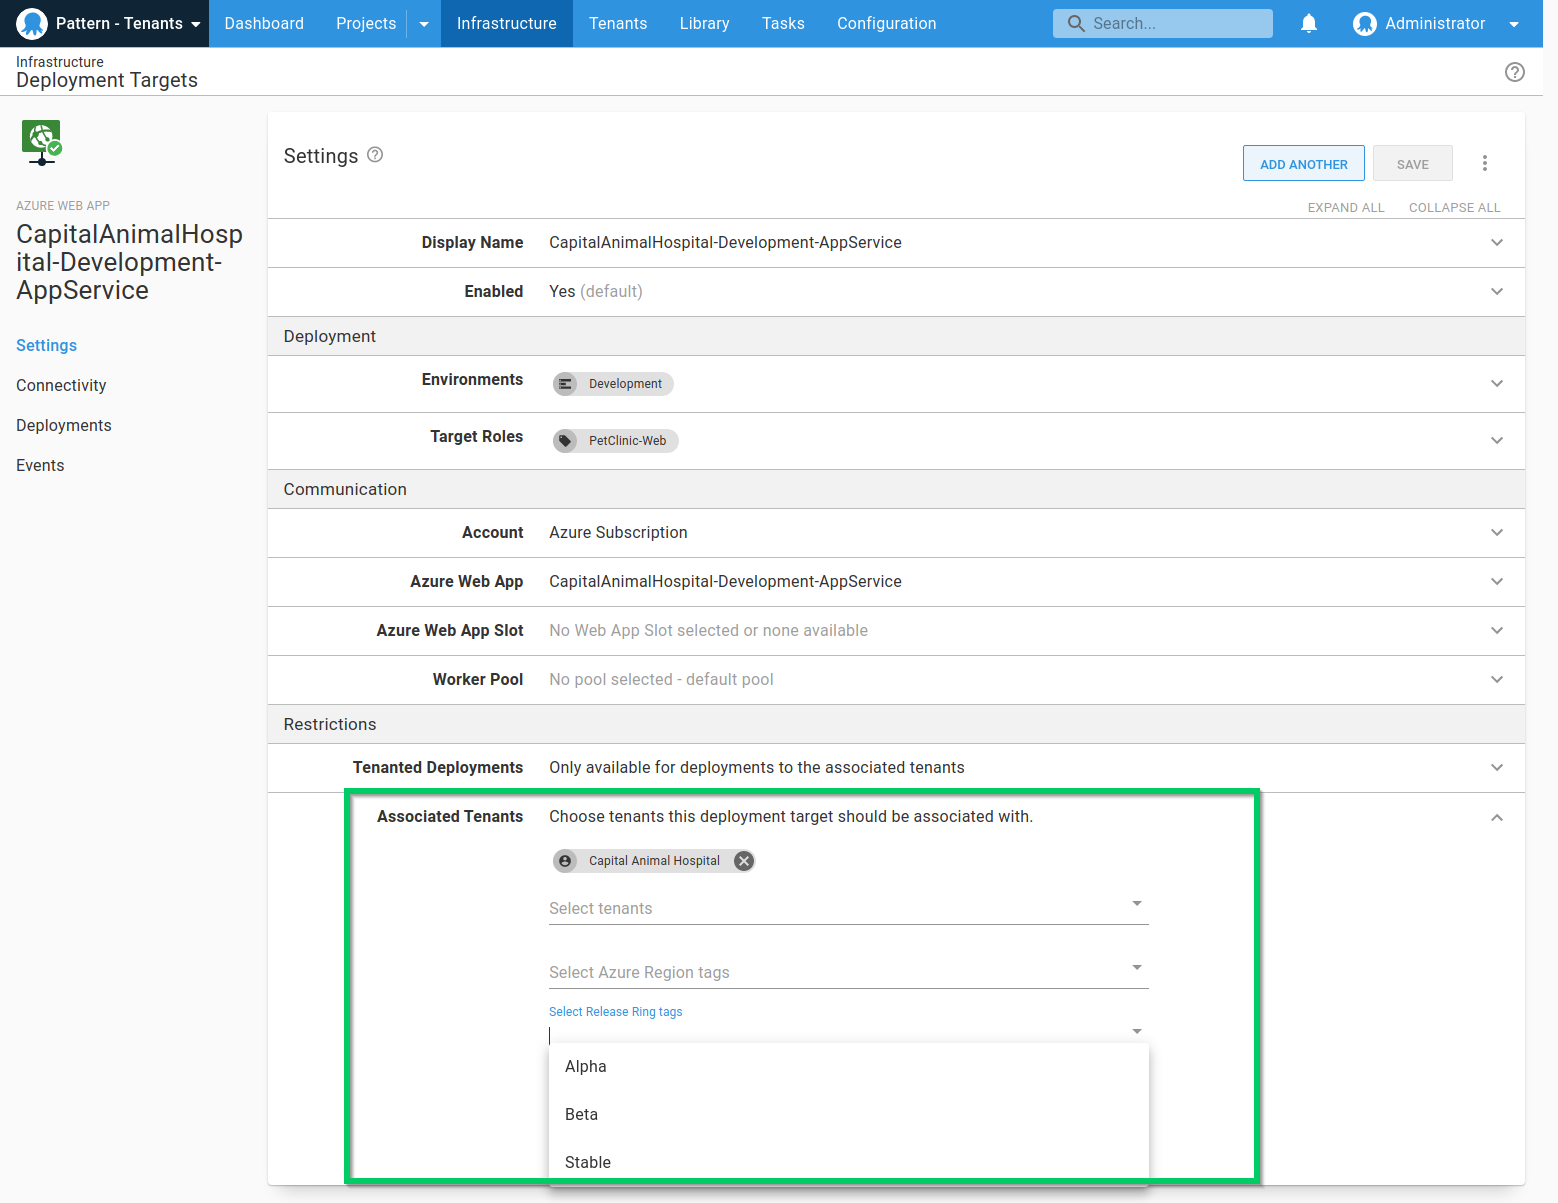 Pattern - Tenants
Dashboard
Projects
Infrastructure
Tenants
Library
Tasks
Configuration
Search...
Administrator
Infrastructure
Deployment Targets
AZURE WEB APP
CapitalAnimalHosp
ital-Development-
AppService
Settings
Connectivity
Deployments
Events
Settings
ADD ANOTHER
SAVE
EXPAND ALL
COLLAPSE ALL
Display Name CapitalAnimalHospital-Development-AppService
Enabled Yes (default)
Deployment
Environments Development
Target Roles PetClinic-Web
Communication
Account Azure Subscription
Azure Web App CapitalAnimalHospital-Development-AppService
Azure Web App Slot No Web App Slot selected or none available
Worker Pool No pool selected - default pool
Restrictions
Tenanted Deployments Only available for deployments to the associated tenants
Associated Tenants Choose tenants this deployment target should be associated with.
Capital Animal Hospital
Select tenants
Select Azure Region tags
Select Release Ring tags
Alpha
Beta
Stable